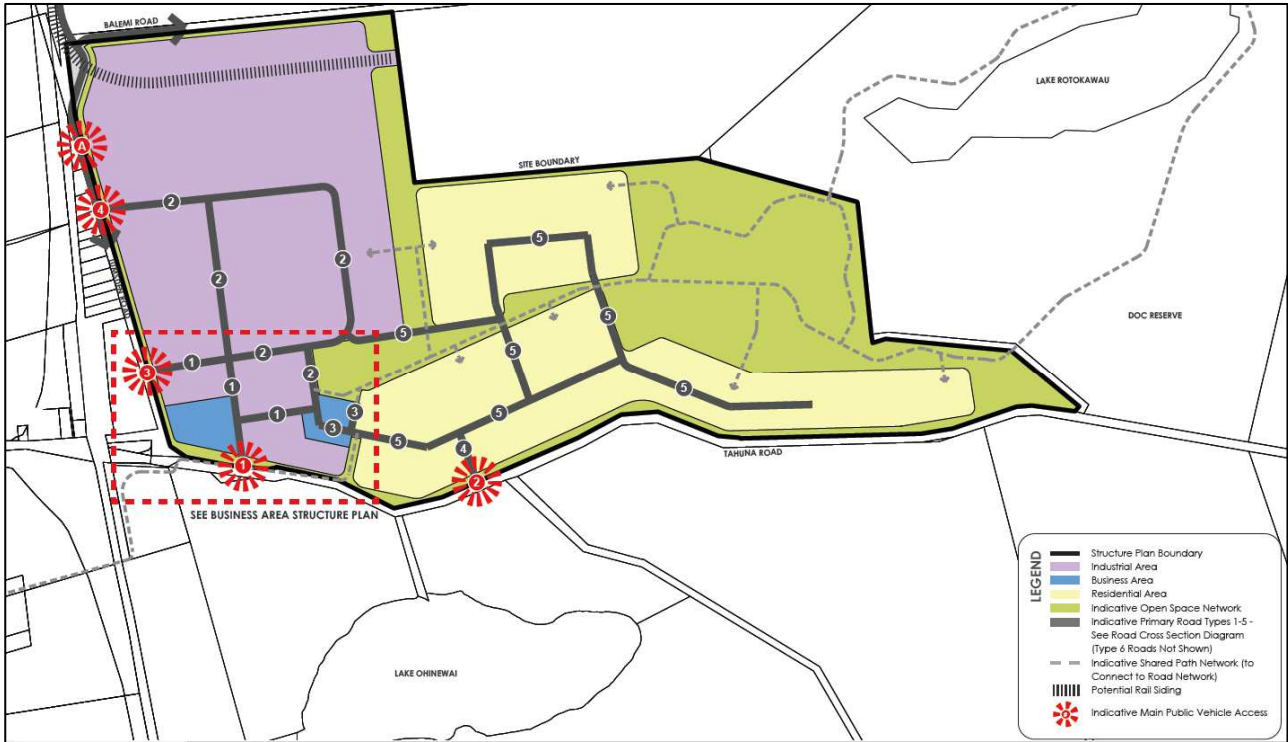 BALEMI ROAD
LAKE ROTOKAWAU
A
SITE BOUNDARY
4
2
2
5
2
LUMSDEN ROAD
DOC RESERVE
5
5
5
2
1
3
2
1
5
1
3
3
5
5
4
TAHUNA ROAD
1
2
SEE BUSINESS AREA STRUCTURE PLAN
LAKE OHINEWAI
LEGEND
Structure Plan Boundary
Industrial Area
Business Area
Residential Area
Indicative Open Space Network
Indicative Primary Road Types 1-5 -
See Road Cross Section Diagram
(Type 6 Roads Not Shown)
Indicative Shared Path Network (to
Connect to Road Network)
Potential Rail Siding
Indicative Main Public Vehicle Access